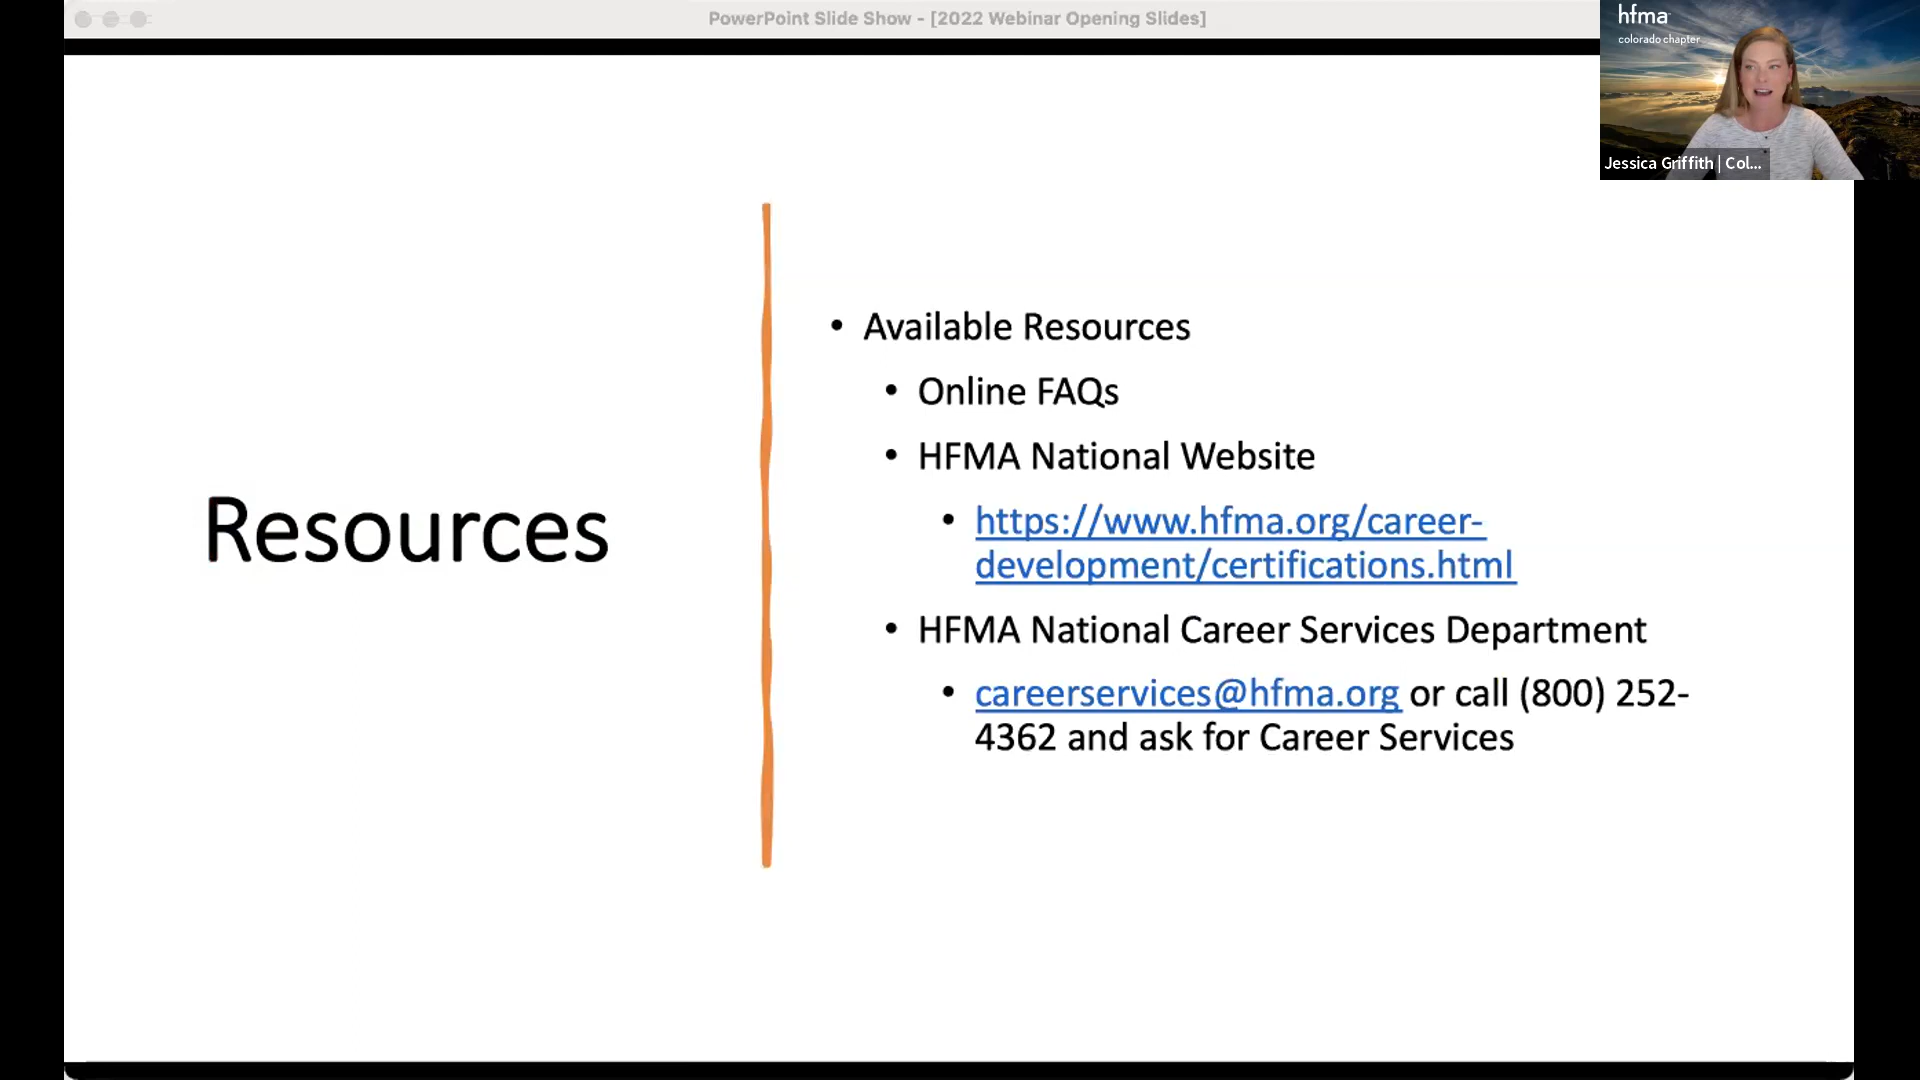 PowerPoint Slide Show - [2022 Webinar Opening Slides]
hfma
colorado chapter
Jessica Griffith | Col...
Resources
• Available Resources
• Online FAQs
• HFMA National Website
• https://www.hfma.org/career-
development/certifications.html
• HFMA National Career Services Department
• careerservices@hfma.org or call (800) 252-
4362 and ask for Career Services